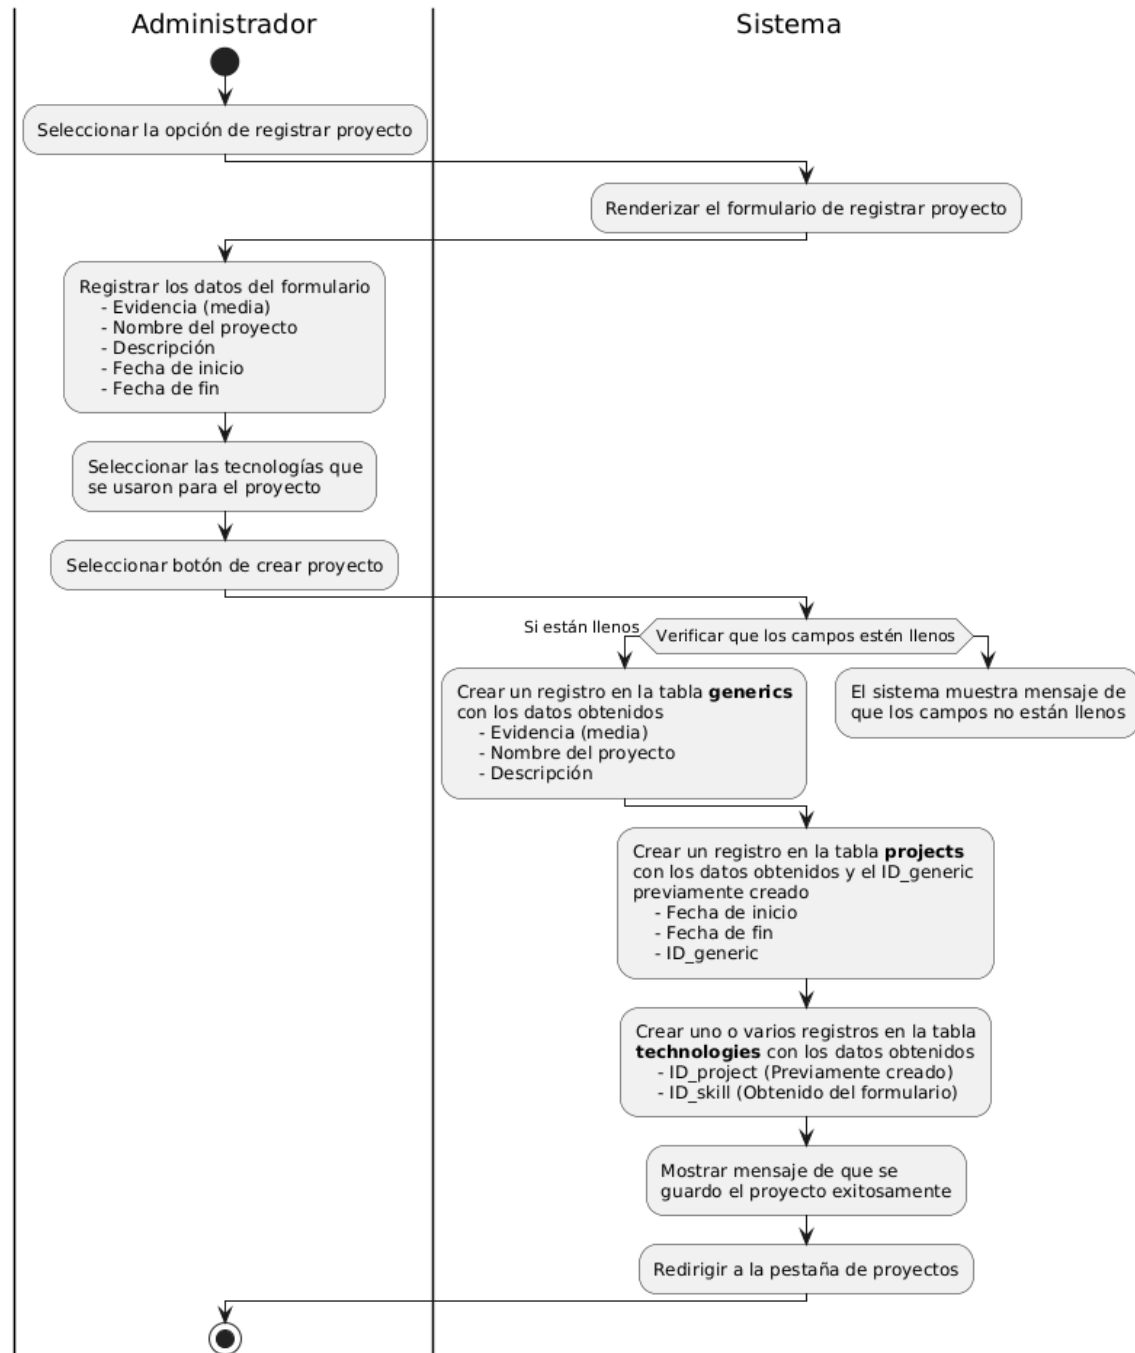 Administrador
Sistema
Seleccionar la opción de registrar proyecto
Renderizar el formulario de registrar proyecto
Registrar los datos del formulario
- Evidencia (media)
- Nombre del proyecto
- Descripción
- Fecha de inicio
- Fecha de fin
Seleccionar las tecnologías que
se usaron para el proyecto
Seleccionar botón de crear proyecto
Si están llenos
Verificar que los campos estén llenos
Crear un registro en la tabla generics
con los datos obtenidos
- Evidencia (media)
- Nombre del proyecto
- Descripción
El sistema muestra mensaje de
que los campos no están llenos
Crear un registro en la tabla projects
con los datos obtenidos y el ID_generic
previamente creado
- Fecha de inicio
- Fecha de fin
- ID_generic
Crear uno o varios registros en la tabla
technologies con los datos obtenidos
- ID_project (Previamente creado)
- ID_skill (Obtenido del formulario)
Mostrar mensaje de que se
guardo el proyecto exitosamente
Redirigir a la pestaña de proyectos